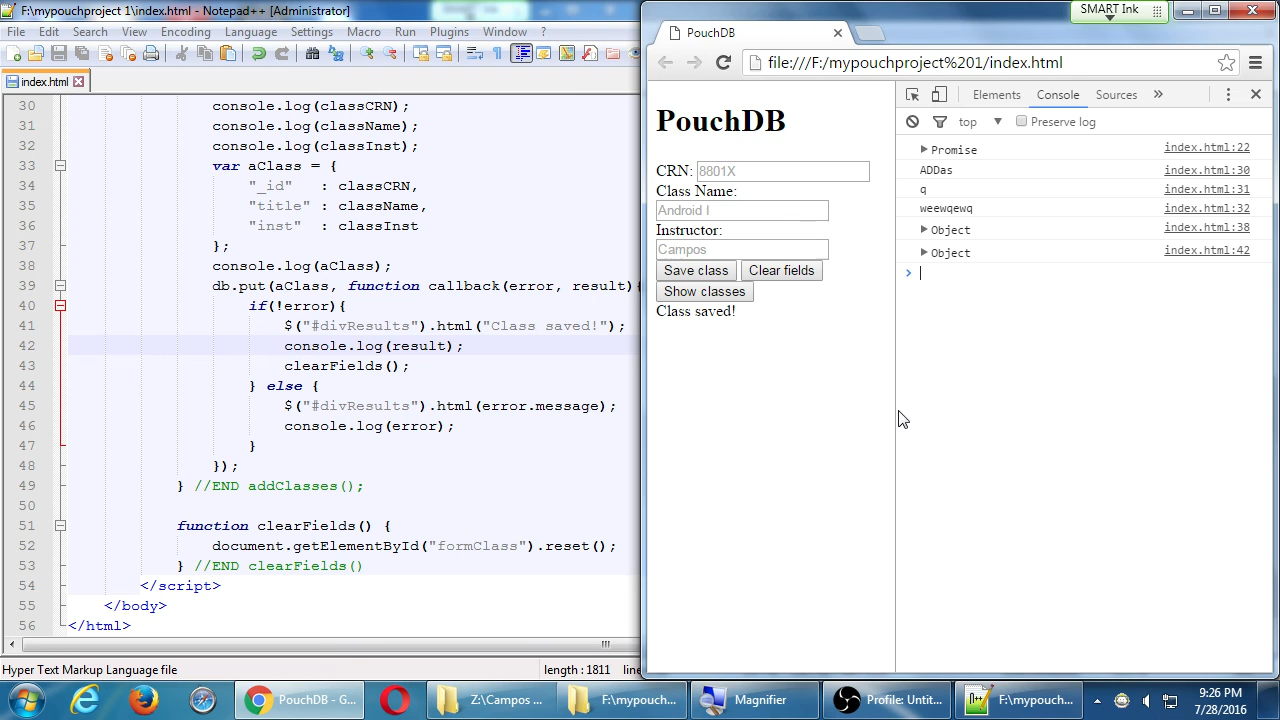 F:\mypouchproject 1\index.html - Notepad++ [Administrator]
File Edit Search View Encoding Language Settings Macro Run Plugins Window ?
index.html
30 console.log(classCRN);
31 console.log(className);
32 console.log(classInst);
33 var aClass = {
34 "_id" : classCRN,
35 "title" : className,
36 "inst" : classInst
37 };
38 console.log(aClass);
39 db.put(aClass, function callback(error, result){
40 if(!error){
41 $("#divResults").html("Class saved!");
42 console.log(result);
43 clearFields();
44 } else {
45 $("#divResults").html(error.message);
46 console.log(error);
47 }
48 });
49 } //END addClasses();
50
51 function clearFields() {
52 document.getElementById("formClass").reset();
53 } //END clearFields()
54 </script>
55 </body>
56 </html>
Hyper Text Markup Language file length : 1811 line
SMART Ink
PouchDB
file:///F:/mypouchproject%201/index.html
PouchDB
CRN: 8801X
Class Name:
Android I
Instructor:
Campos
Save class Clear fields
Show classes
Class saved!
Elements Console Sources »
top Preserve log
Promise index.html:22
ADDas index.html:30
q index.html:31
weewqewq index.html:32
Object index.html:38
Object index.html:42
PouchDB - G... Z:\Campos ... F:\mypouch... Magnifier Profile: Untit... F:\mypouch... 9:26 PM
7/28/2016